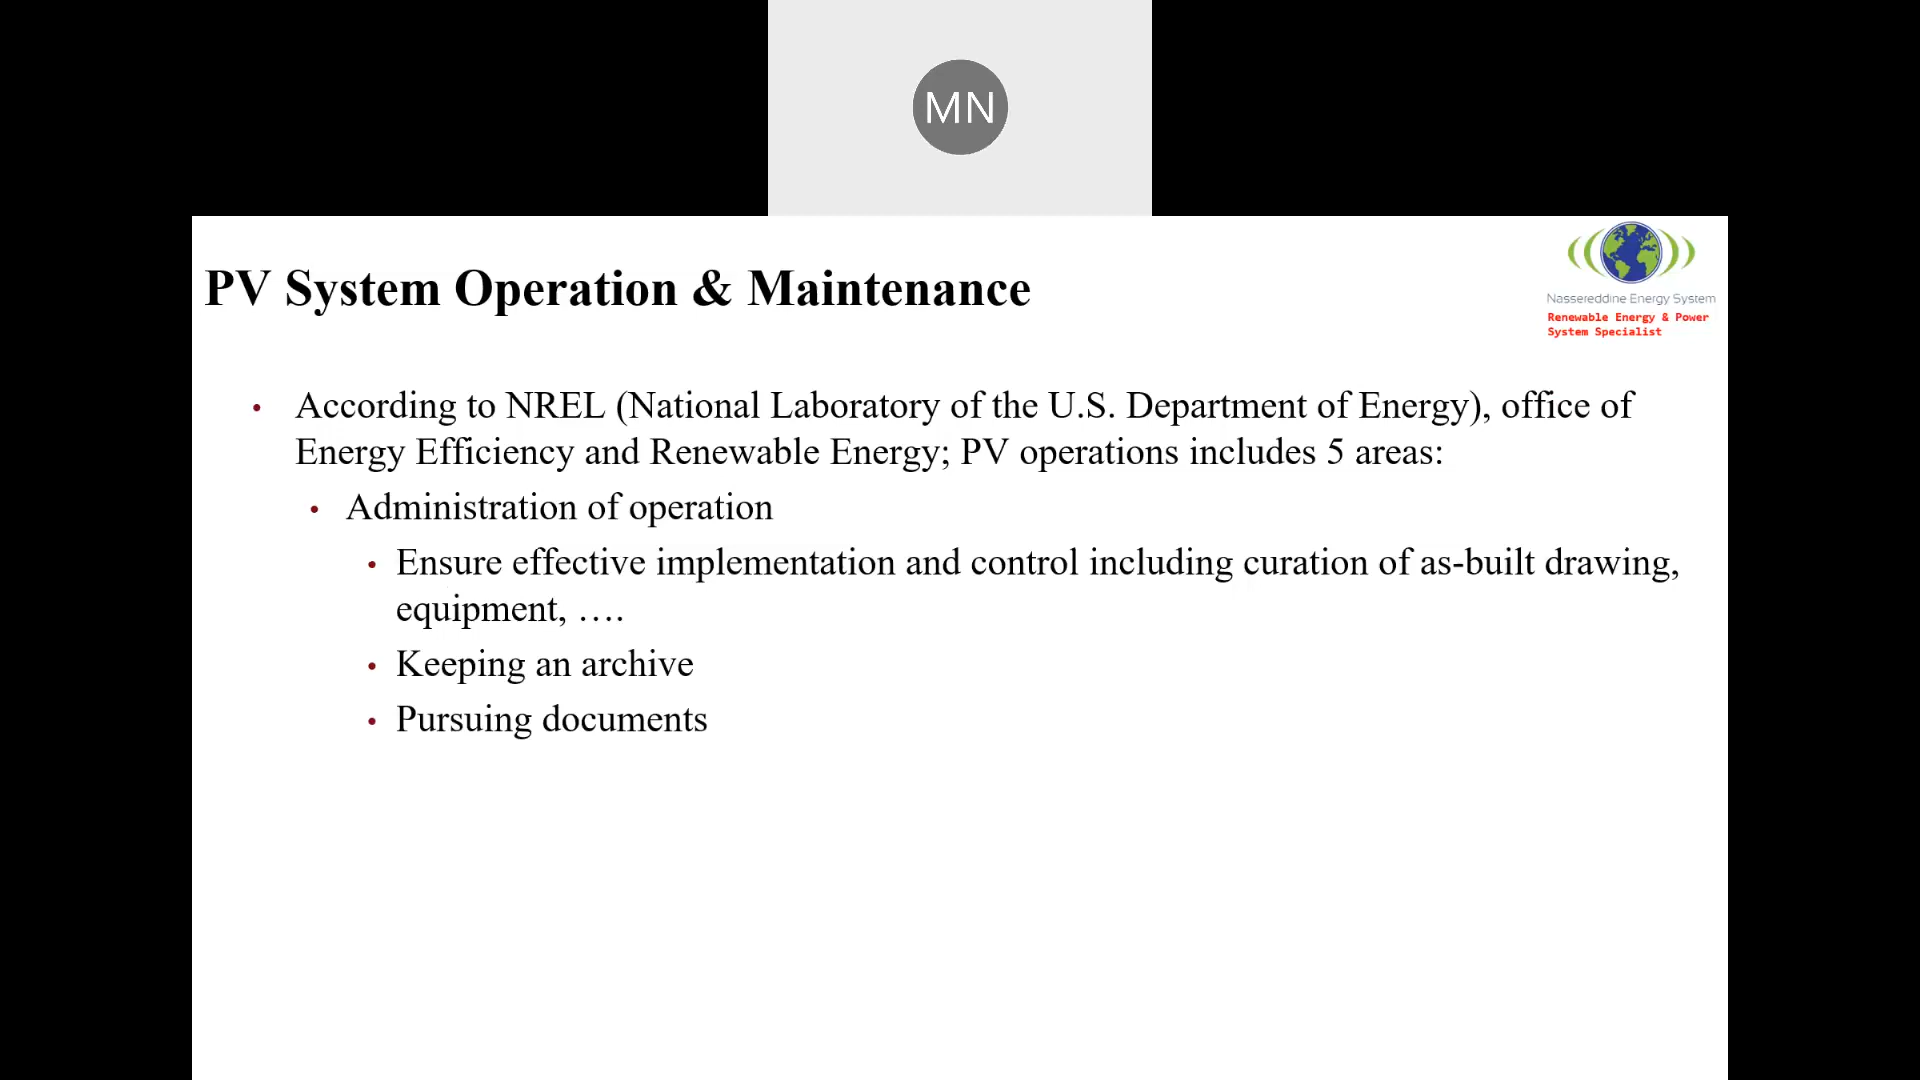 MN
Nassereddine Energy System
Renewable Energy & Power
System Specialist
PV System Operation & Maintenance
• According to NREL (National Laboratory of the U.S. Department of Energy), office of
Energy Efficiency and Renewable Energy; PV operations includes 5 areas:
• Administration of operation
• Ensure effective implementation and control including curation of as-built drawing,
equipment, ….
• Keeping an archive
• Pursuing documents